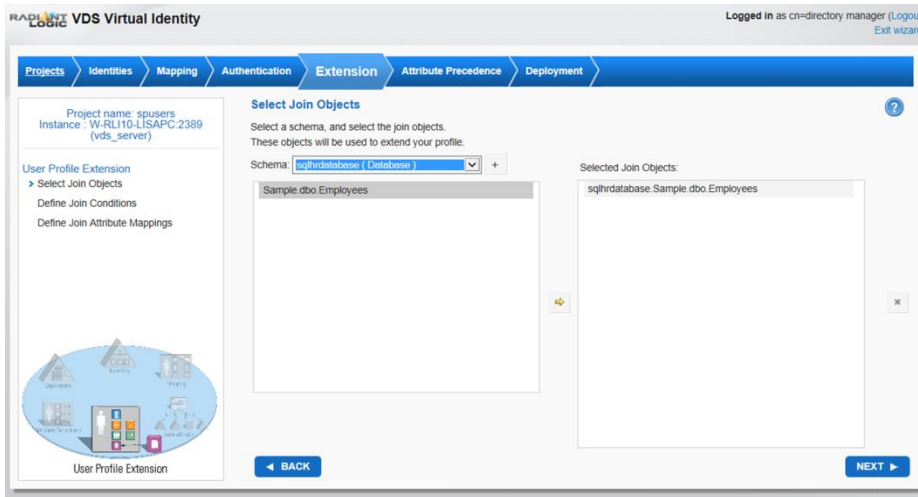 RADIANT LOGIC VDS Virtual Identity
Logged in as cn=directory manager (Logou
Exit wizar
Projects Identities Mapping Authentication Extension Attribute Precedence Deployment
Project name: spusers
Instance : W-RLI10-LISAPC:2389
(vds_server)
User Profile Extension
Select Join Objects
Define Join Conditions
Define Join Attribute Mappings
User Profile Extension
Select Join Objects
Select a schema, and select the join objects.
These objects will be used to extend your profile.
Schema: sqlhrdatabase ( Database ) +
Sample.dbo.Employees
Selected Join Objects:
sqlhrdatabase.Sample.dbo.Employees
BACK
NEXT